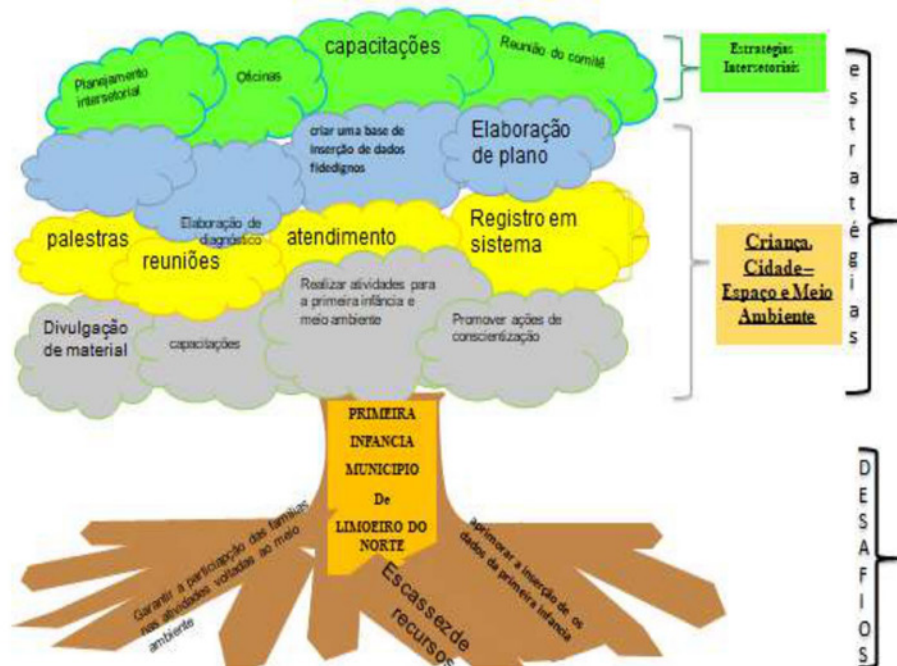 Planejamento
intersetorial
Oficinas
capacitações
Reunião do comitê
Estratégias
Intersetoriais
criar uma base de
inserção de dados
fidedignos
Elaboração
de plano
Elaboração de
diagnóstico
palestras
reuniões
atendimento
Registro em
sistema
Divulgação
de material
capacitações
Realizar atividades para
a primeira infância e
meio ambiente
Promover ações de
conscientização
Criança,
Cidade–
Espaço e Meio
Ambiente
estratégias
PRIMEIRA
INFANCIA
MUNICIPIO
De
LIMOEIRO DO
NORTE
Garantir a particiapção das famílias
nas atividades voltadas ao meio
ambiente
Escassez de
recursos
aprimorar a inserção de os
dados da primeira infancia
DESAFIOS